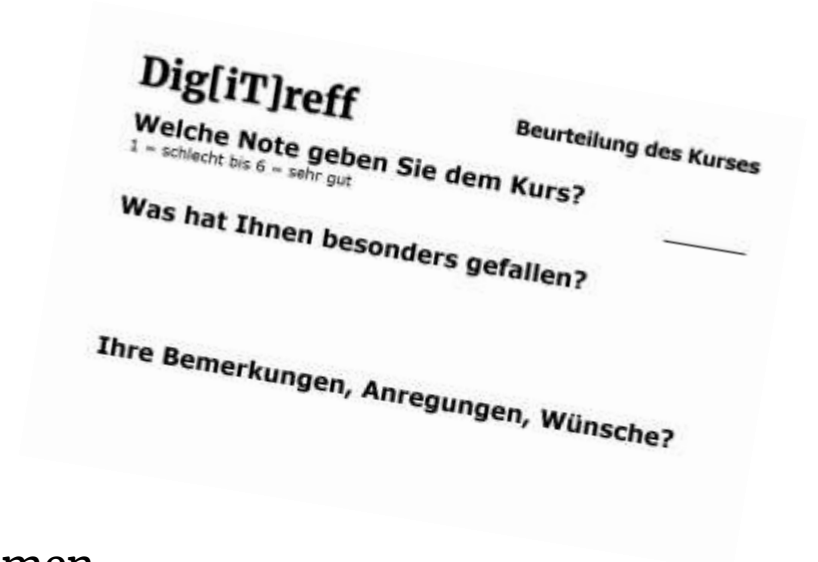 Dig[iT]reff
Beurteilung des Kurses
Welche Note geben Sie dem Kurs?
1 = schlecht bis 6 = sehr gut
Was hat Ihnen besonders gefallen?
Ihre Bemerkungen, Anregungen, Wünsche?